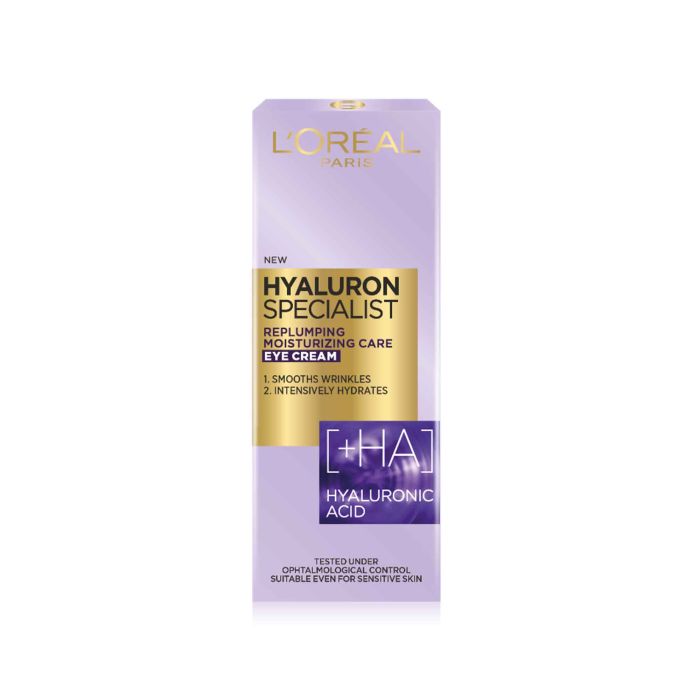 L'ORÉAL
PARIS
NEW
HYALURON
SPECIALIST
REPLUMPING
MOISTURIZING CARE
EYE CREAM
1. SMOOTHS WRINKLES
2. INTENSIVELY HYDRATES
[+HA]
HYALURONIC
ACID
TESTED UNDER
OPHTALMOLOGICAL CONTROL
SUITABLE EVEN FOR SENSITIVE SKIN